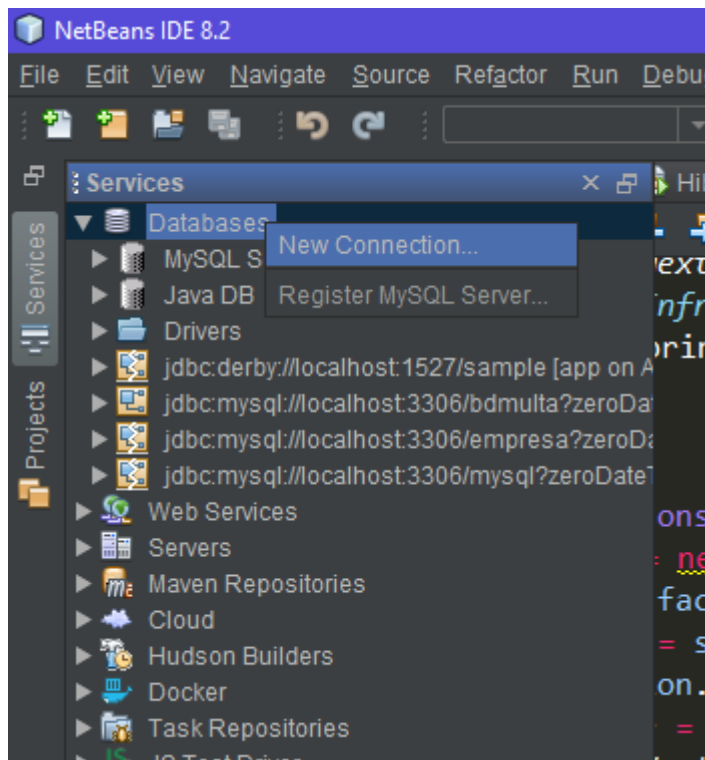 NetBeans IDE 8.2
File Edit View Navigate Source Refactor Run
Services
Databases
New Connection...
MySQL
Java DB
Register MySQL Server...
Drivers
jdbc:derby://localhost:1527/sample [app on
jdbc:mysql://localhost:3306/bdmulta?zeroDa
jdbc:mysql://localhost:3306/empresa?zeroDa
jdbc:mysql://localhost:3306/mysql?zeroDateT
Web Services
Servers
Maven Repositories
Cloud
Hudson Builders
Docker
Task Repositories
Services
Projects